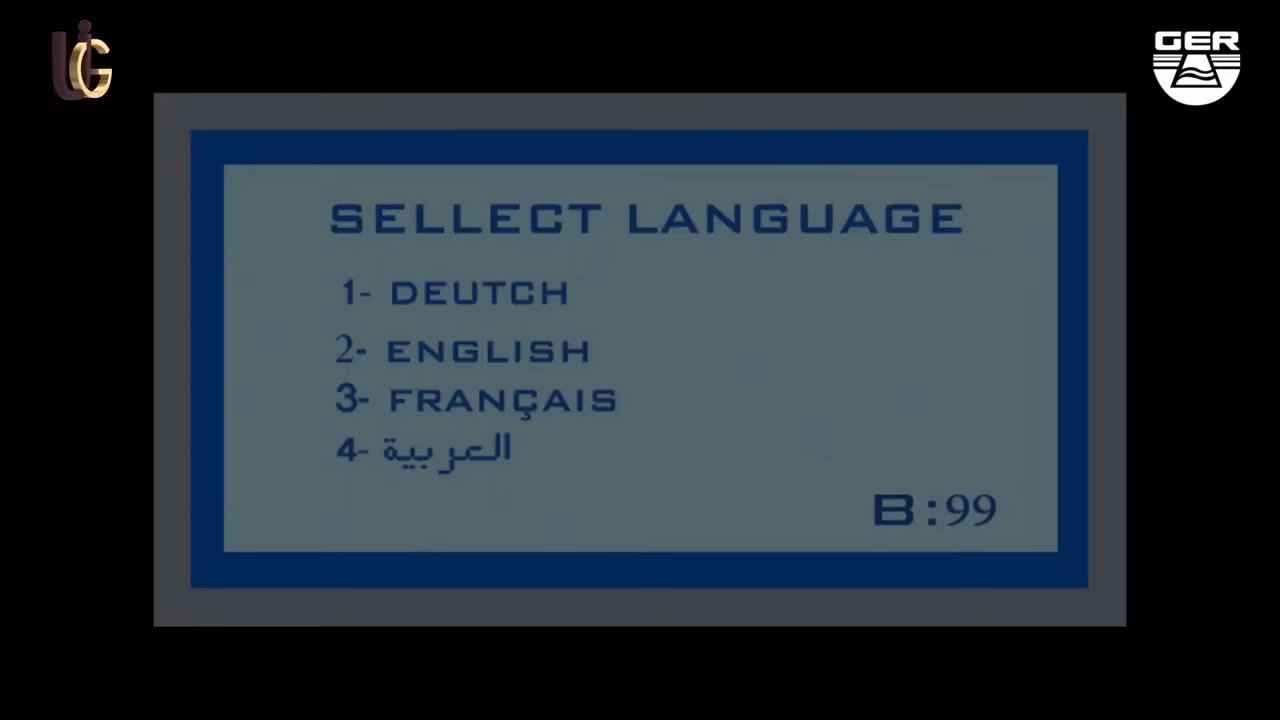 GER
SELLECT LANGUAGE
1- DEUTCH
2- ENGLISH
3- FRANÇAIS
4- العربية
B:99